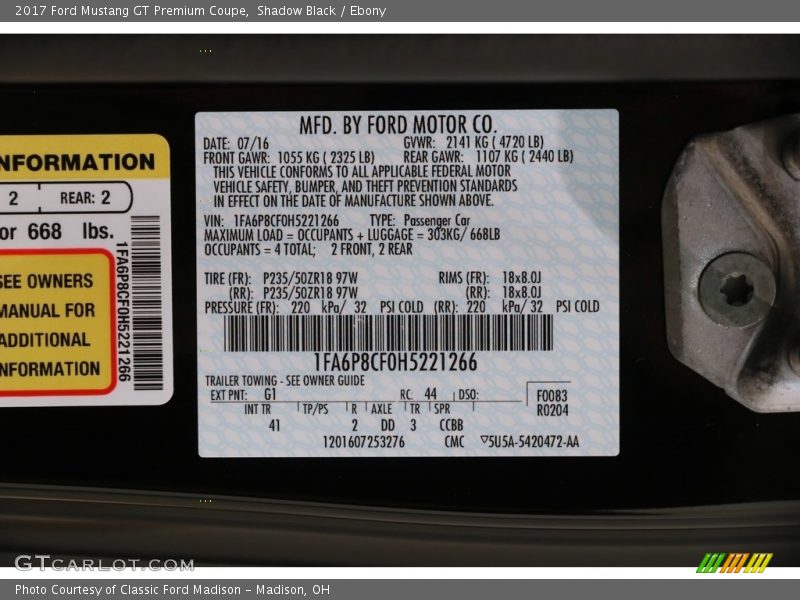 2017 Ford Mustang GT Premium Coupe, Shadow Black / Ebony
NFORMATION
2 REAR: 2
or 668 lbs.
SEE OWNERS
MANUAL FOR
ADDITIONAL
NFORMATION
1FA6P8CF0H5221266
MFD. BY FORD MOTOR CO.
DATE: 07/16 GVWR: 2141 KG ( 4720 LB)
FRONT GAWR: 1055 KG ( 2325 LB) REAR GAWR: 1107 KG ( 2440 LB)
THIS VEHICLE CONFORMS TO ALL APPLICABLE FEDERAL MOTOR
VEHICLE SAFETY, BUMPER, AND THEFT PREVENTION STANDARDS
IN EFFECT ON THE DATE OF MANUFACTURE SHOWN ABOVE.
VIN: 1FA6P8CF0H5221266 TYPE: Passenger Car
MAXIMUM LOAD = OCCUPANTS + LUGGAGE = 303KG/ 668LB
OCCUPANTS = 4 TOTAL; 2 FRONT, 2 REAR
TIRE (FR): P235/50ZR18 97W RIMS (FR): 18x8.0J
(RR): P235/50ZR18 97W (RR): 18x8.0J
PRESSURE (FR): 220 kPa/ 32 PSI COLD (RR): 220 kPa/ 32 PSI COLD
1FA6P8CF0H5221266
TRAILER TOWING - SEE OWNER GUIDE
EXT PNT: G1 RC: 44 DSO: F0083
INT TR TP/PS R AXLE TR SPR R0204
41 2 DD 3 CCBB
1201607253276 CMC ▽5U5A-5420472-AA
GTCARLOT.COM
Photo Courtesy of Classic Ford Madison - Madison, OH